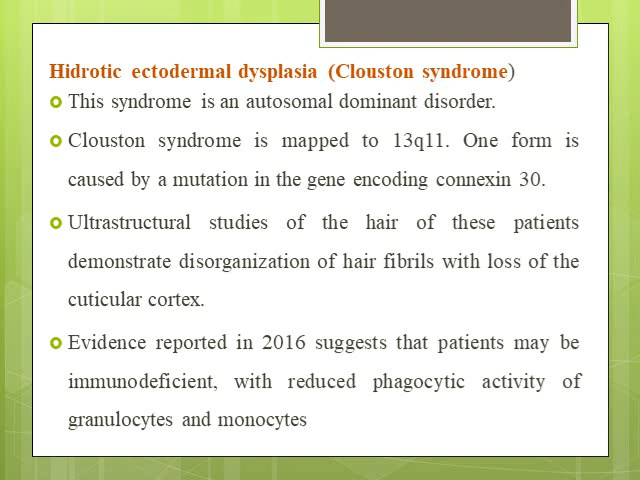 Hidrotic ectodermal dysplasia (Clouston syndrome)
This syndrome is an autosomal dominant disorder.
Clouston syndrome is mapped to 13q11. One form is
caused by a mutation in the gene encoding connexin 30.
Ultrastructural studies of the hair of these patients
demonstrate disorganization of hair fibrils with loss of the
cuticular cortex.
Evidence reported in 2016 suggests that patients may be
immunodeficient, with reduced phagocytic activity of
granulocytes and monocytes